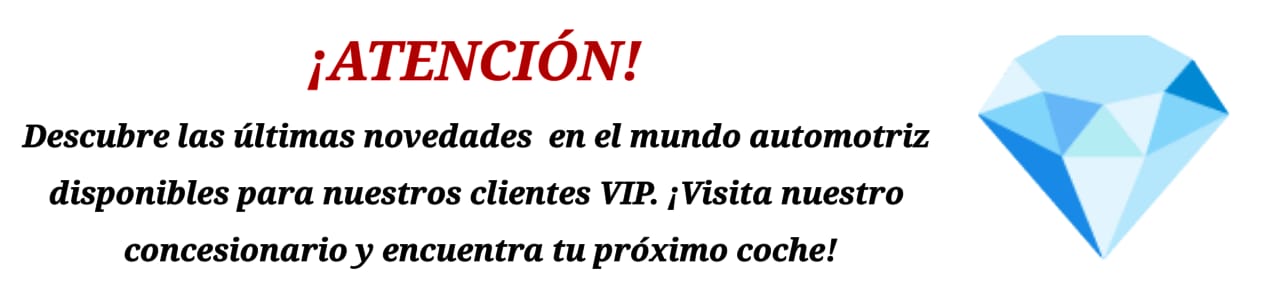 ¡ATENCIÓN!
Descubre las últimas novedades  en el mundo automotriz
disponibles para nuestros clientes VIP. ¡Visita nuestro
concesionario y encuentra tu próximo coche!